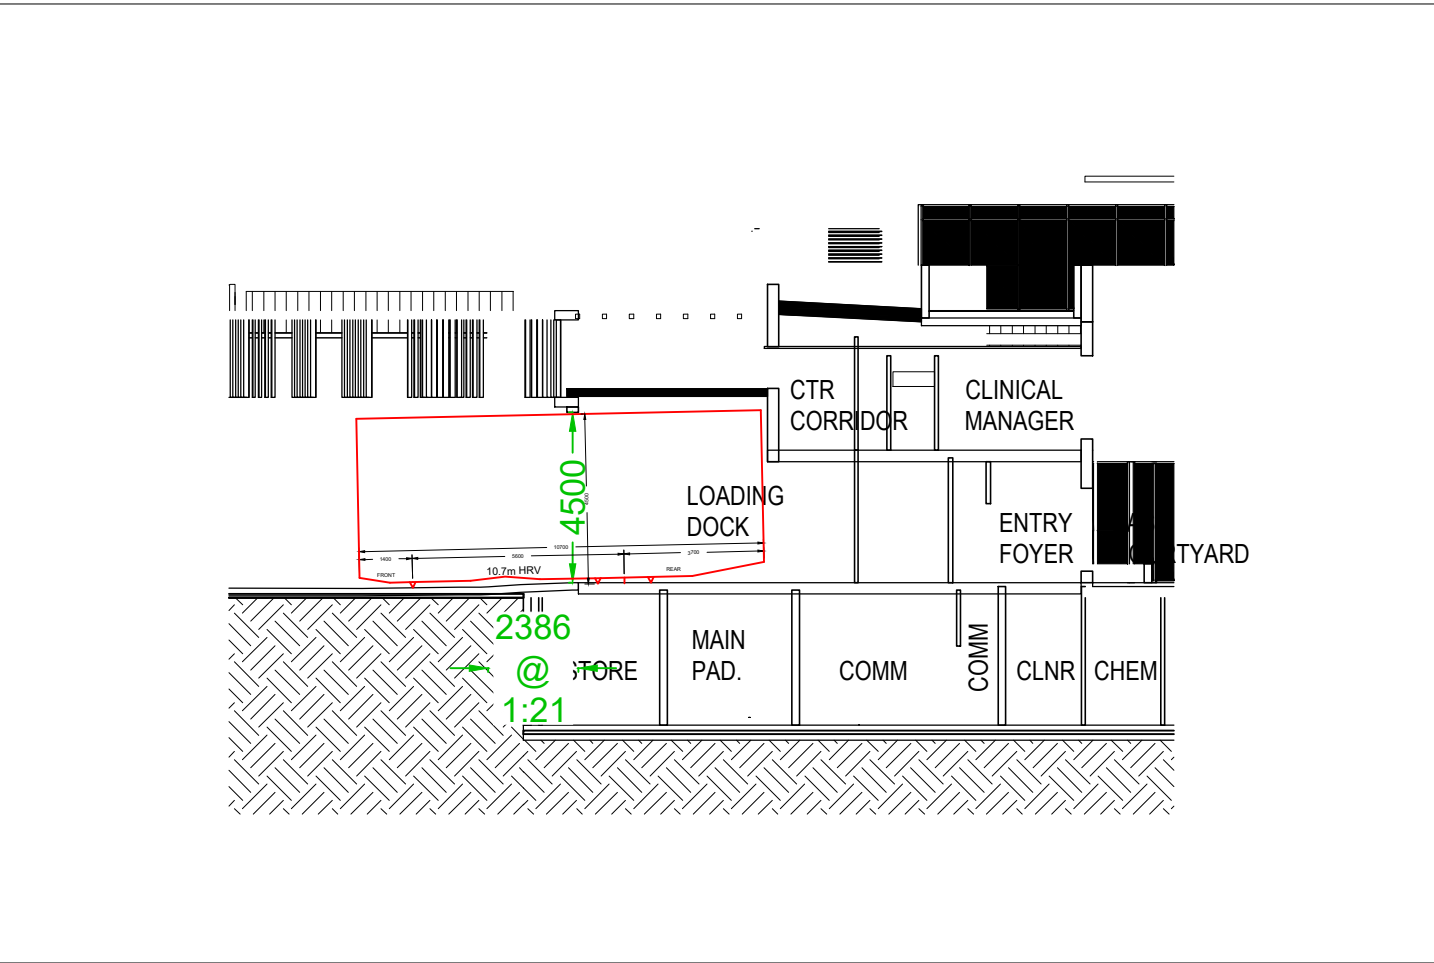 CTR
CORRIDOR
CLINICAL
MANAGER
4500
LOADING
DOCK
ENTRY
FOYER
RTYARD
10700
1400
5600
3700
FRONT
10.7m HRV
REAR
2386
@
1:21
STORE
MAIN
PAD.
COMM
COMM
CLNR
CHEM